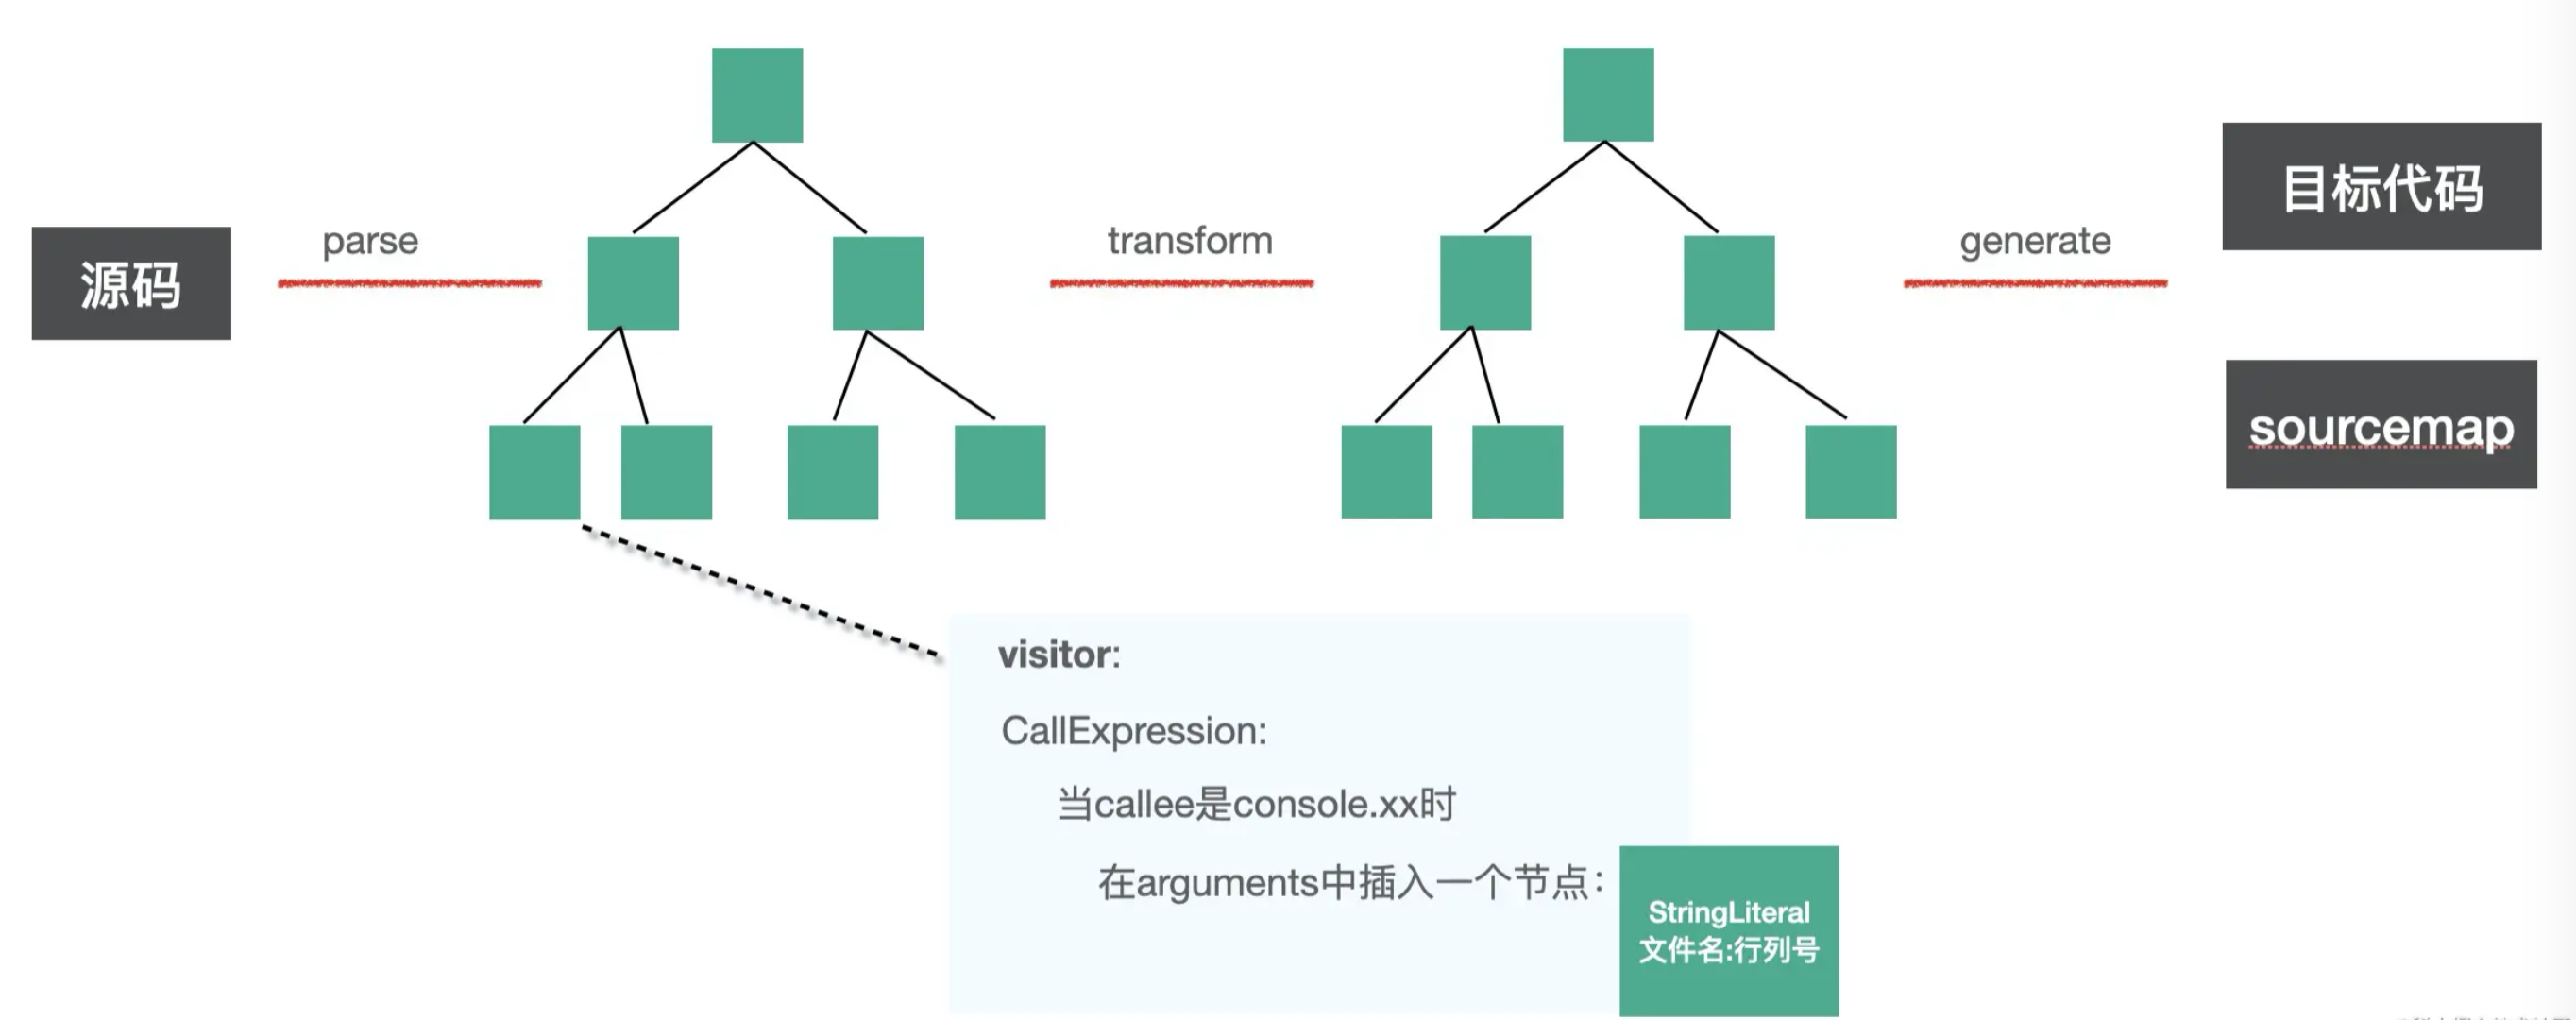 源码
parse
transform
generate
目标代码
sourcemap
visitor:
CallExpression:
当callee是console.xx时
在arguments中插入一个节点：
StringLiteral
文件名:行列号